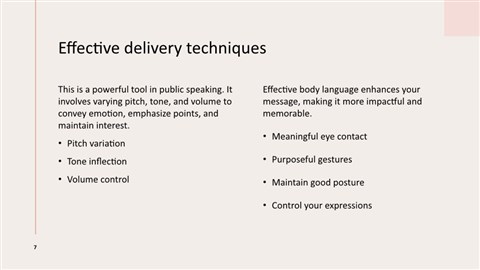 Effective delivery techniques
This is a powerful tool in public speaking. It
involves varying pitch, tone, and volume to
convey emotion, emphasize points, and
maintain interest.
• Pitch variation
• Tone inflection
• Volume control
Effective body language enhances your
message, making it more impactful and
memorable.
• Meaningful eye contact
• Purposeful gestures
• Maintain good posture
• Control your expressions
7